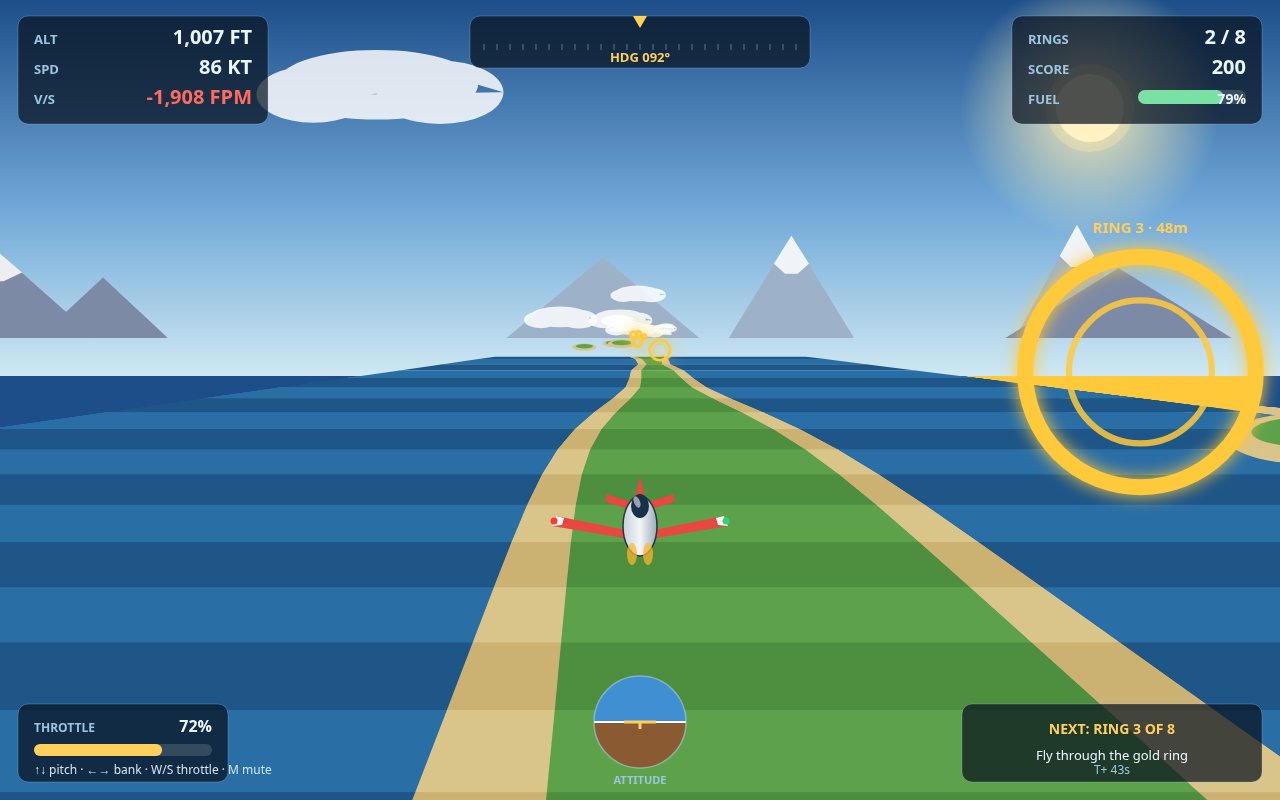 ALT 1,007 FT
SPD 86 KT
V/S -1,908 FPM
HDG 092°
RINGS 2 / 8
SCORE 200
FUEL 79%
RING 3 · 48m
THROTTLE 72%
↑↓ pitch · ←→ bank · W/S throttle · M mute
ATTITUDE
NEXT: RING 3 OF 8
Fly through the gold ring
T+ 43s